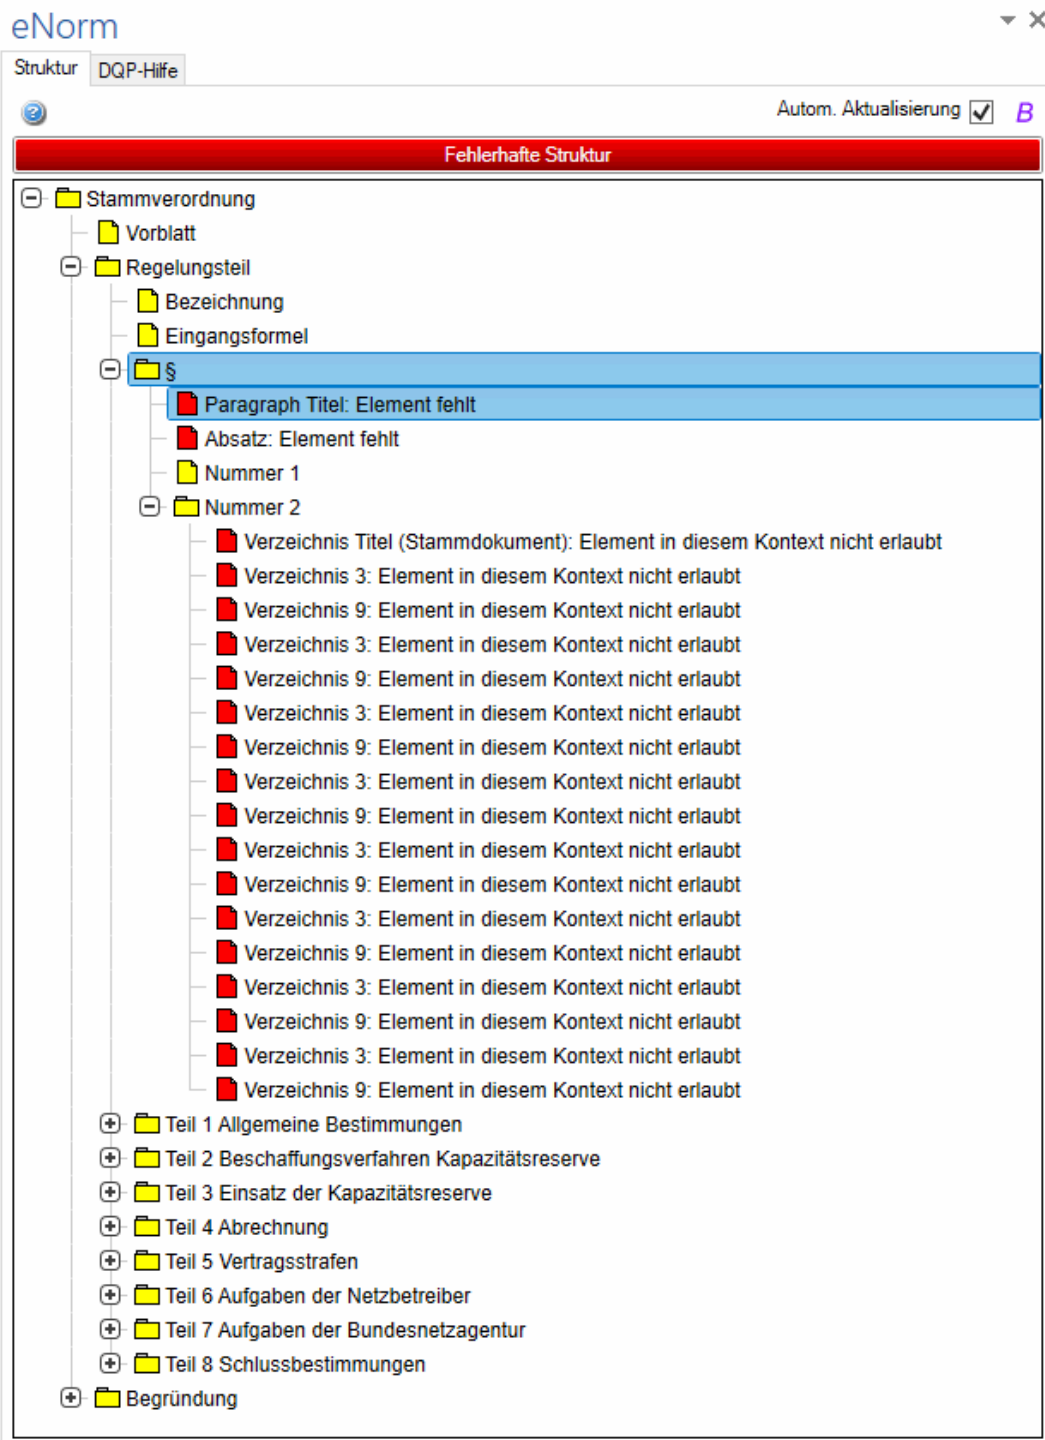 eNorm
Struktur DQP-Hilfe
Autom. Aktualisierung B
Fehlerhafte Struktur
Stammverordnung
Vorblatt
Regelungsteil
Bezeichnung
Eingangsformel
§
Paragraph Titel: Element fehlt
Absatz: Element fehlt
Nummer 1
Nummer 2
Verzeichnis Titel (Stammdokument): Element in diesem Kontext nicht erlaubt
Verzeichnis 3: Element in diesem Kontext nicht erlaubt
Verzeichnis 9: Element in diesem Kontext nicht erlaubt
Verzeichnis 3: Element in diesem Kontext nicht erlaubt
Verzeichnis 9: Element in diesem Kontext nicht erlaubt
Verzeichnis 3: Element in diesem Kontext nicht erlaubt
Verzeichnis 9: Element in diesem Kontext nicht erlaubt
Verzeichnis 3: Element in diesem Kontext nicht erlaubt
Verzeichnis 9: Element in diesem Kontext nicht erlaubt
Verzeichnis 3: Element in diesem Kontext nicht erlaubt
Verzeichnis 9: Element in diesem Kontext nicht erlaubt
Verzeichnis 3: Element in diesem Kontext nicht erlaubt
Verzeichnis 9: Element in diesem Kontext nicht erlaubt
Verzeichnis 3: Element in diesem Kontext nicht erlaubt
Verzeichnis 9: Element in diesem Kontext nicht erlaubt
Verzeichnis 3: Element in diesem Kontext nicht erlaubt
Verzeichnis 9: Element in diesem Kontext nicht erlaubt
Teil 1 Allgemeine Bestimmungen
Teil 2 Beschaffungsverfahren Kapazitätsreserve
Teil 3 Einsatz der Kapazitätsreserve
Teil 4 Abrechnung
Teil 5 Vertragsstrafen
Teil 6 Aufgaben der Netzbetreiber
Teil 7 Aufgaben der Bundesnetzagentur
Teil 8 Schlussbestimmungen
Begründung